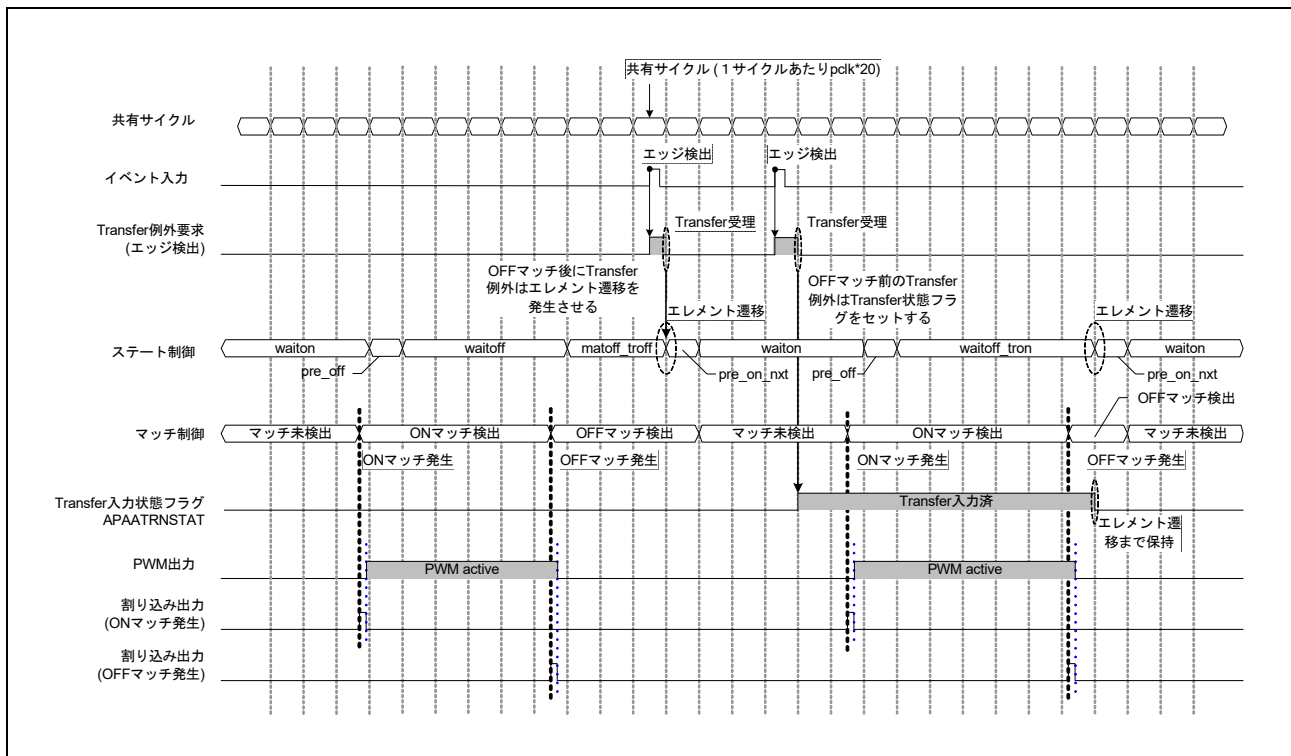 共有サイクル (１サイクルあたりpclk*20)
共有サイクル
エッジ検出
エッジ検出
イベント入力
Transfer受理
Transfer受理
Transfer例外要求
(エッジ検出)
OFFマッチ後にTransfer
例外はエレメント遷移を
発生させる
OFFマッチ前のTransfer
例外はTransfer状態フラ
グをセットする
エレメント遷移
エレメント遷移
ステート制御
waiton
waitoff
matoff_troff
waiton
waitoff_tron
waiton
pre_off
pre_on_nxt
pre_off
pre_on_nxt
OFFマッチ検出
マッチ制御
マッチ未検出
ONマッチ検出
OFFマッチ検出
マッチ未検出
ONマッチ検出
マッチ未検出
ONマッチ発生
OFFマッチ発生
ONマッチ発生
OFFマッチ発生
Transfer入力状態フラグ
APAATRNSTAT
Transfer入力済
エレメント遷
移まで保持
PWM出力
PWM active
PWM active
割り込み出力
(ONマッチ発生)
割り込み出力
(OFFマッチ発生)